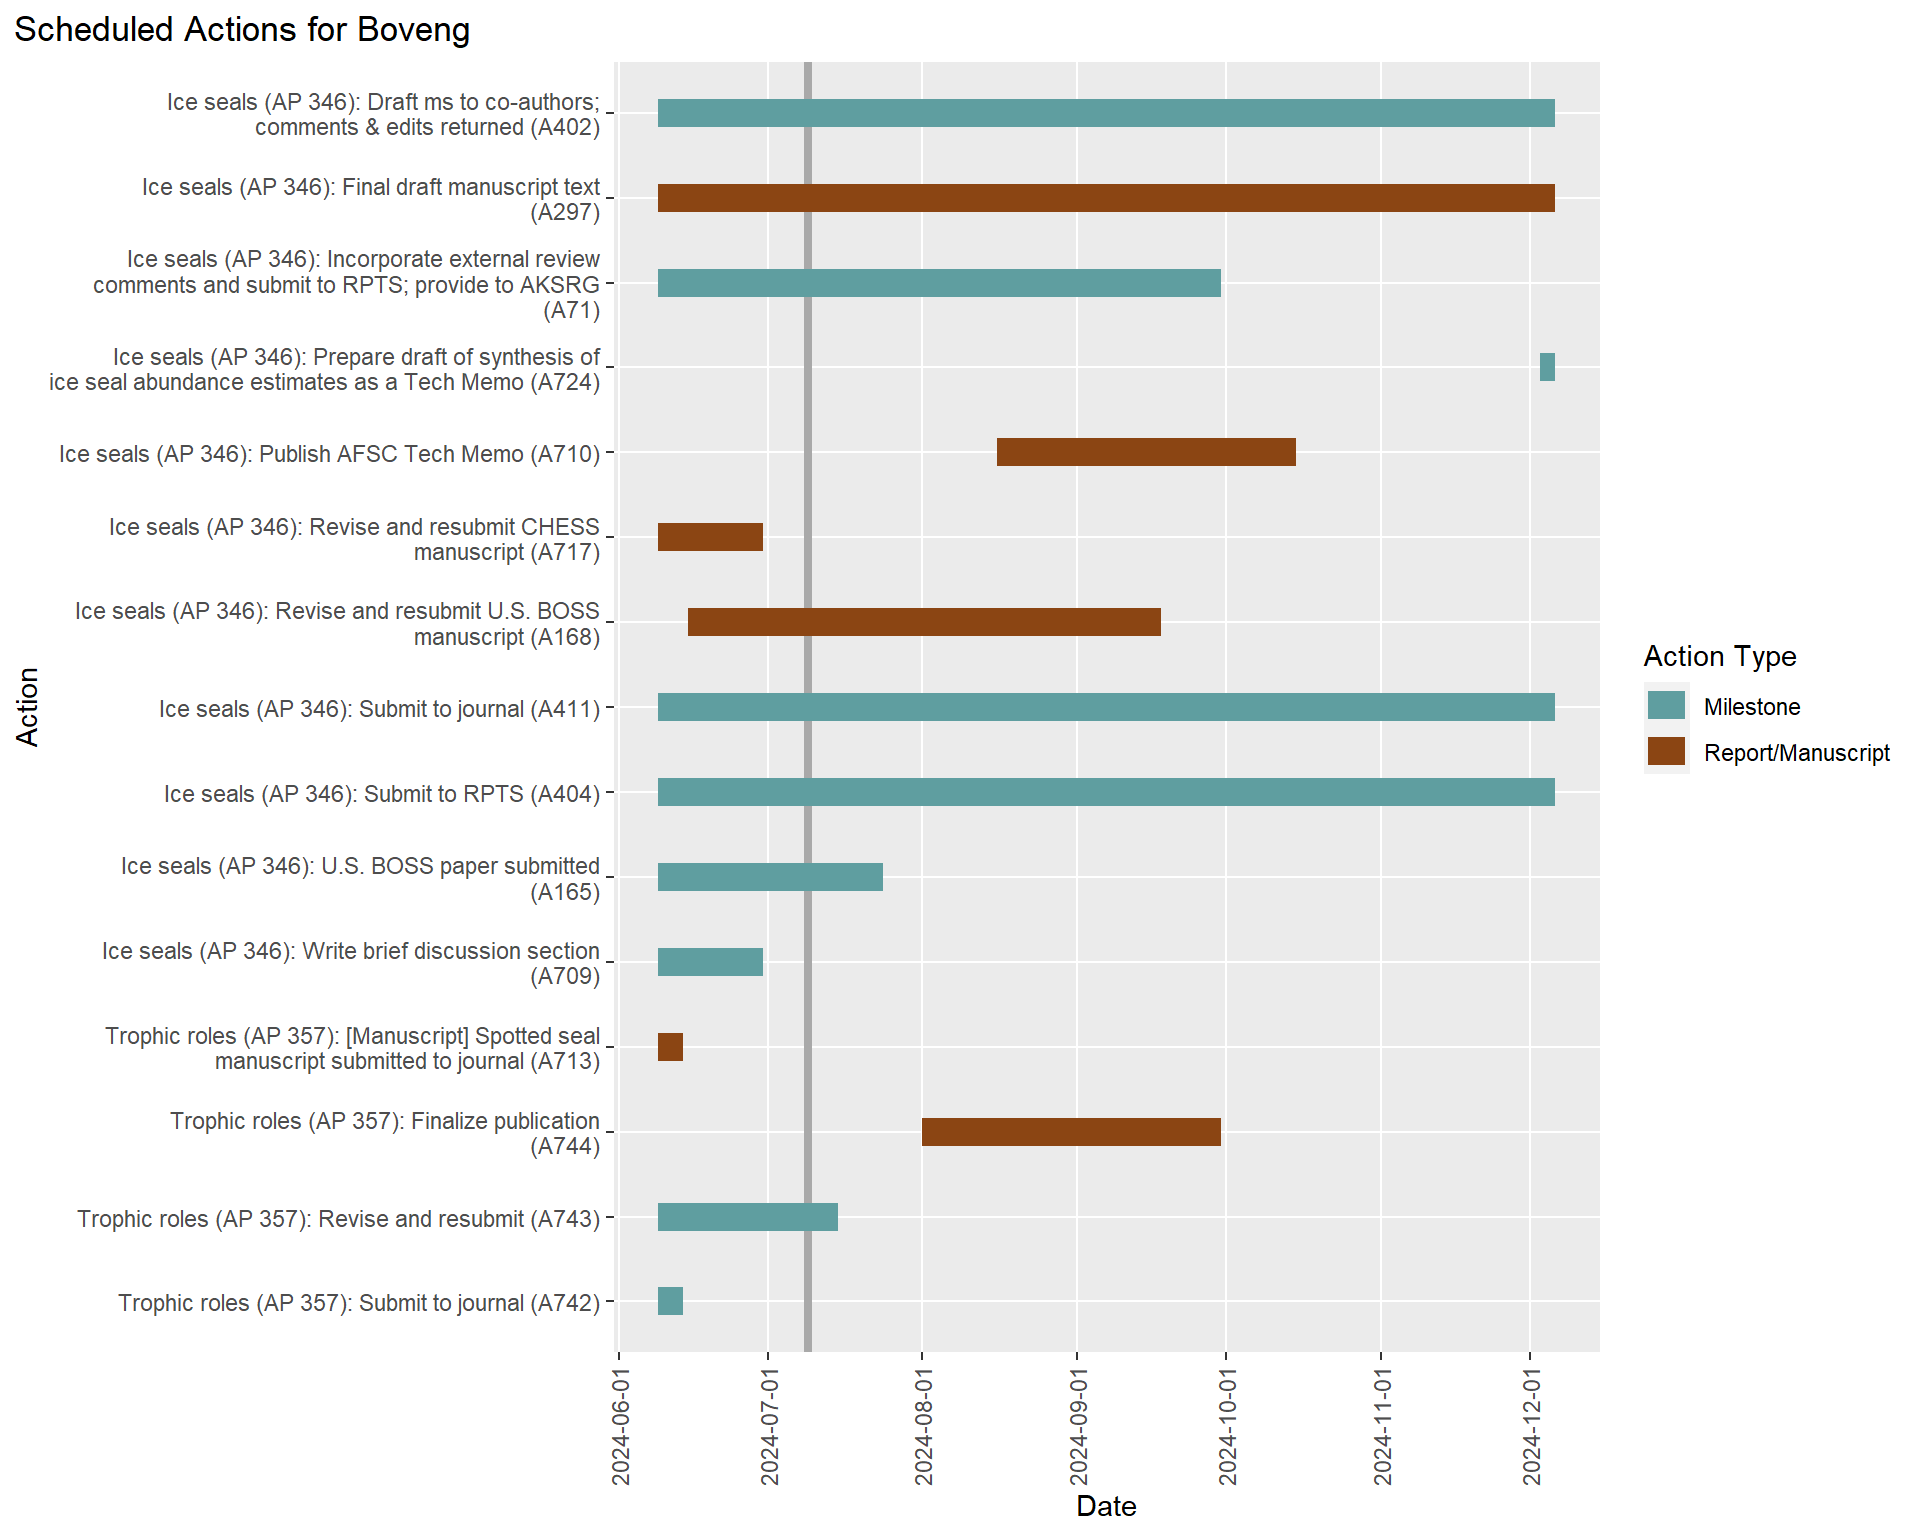 Scheduled Actions for Boveng
Ice seals (AP 346): Draft ms to co-authors;
comments & edits returned (A402)
Ice seals (AP 346): Final draft manuscript text
(A297)
Ice seals (AP 346): Incorporate external review
comments and submit to RPTS; provide to AKSRG
(A71)
Ice seals (AP 346): Prepare draft of synthesis of
ice seal abundance estimates as a Tech Memo (A724)
Ice seals (AP 346): Publish AFSC Tech Memo (A710)
Ice seals (AP 346): Revise and resubmit CHESS
manuscript (A717)
Ice seals (AP 346): Revise and resubmit U.S. BOSS
manuscript (A168)
Ice seals (AP 346): Submit to journal (A411)
Ice seals (AP 346): Submit to RPTS (A404)
Ice seals (AP 346): U.S. BOSS paper submitted
(A165)
Ice seals (AP 346): Write brief discussion section
(A709)
Trophic roles (AP 357): [Manuscript] Spotted seal
manuscript submitted to journal (A713)
Trophic roles (AP 357): Finalize publication
(A744)
Trophic roles (AP 357): Revise and resubmit (A743)
Trophic roles (AP 357): Submit to journal (A742)
Action
2024-06-01
2024-07-01
2024-08-01
2024-09-01
2024-10-01
2024-11-01
2024-12-01
Date
Action Type
Milestone
Report/Manuscript